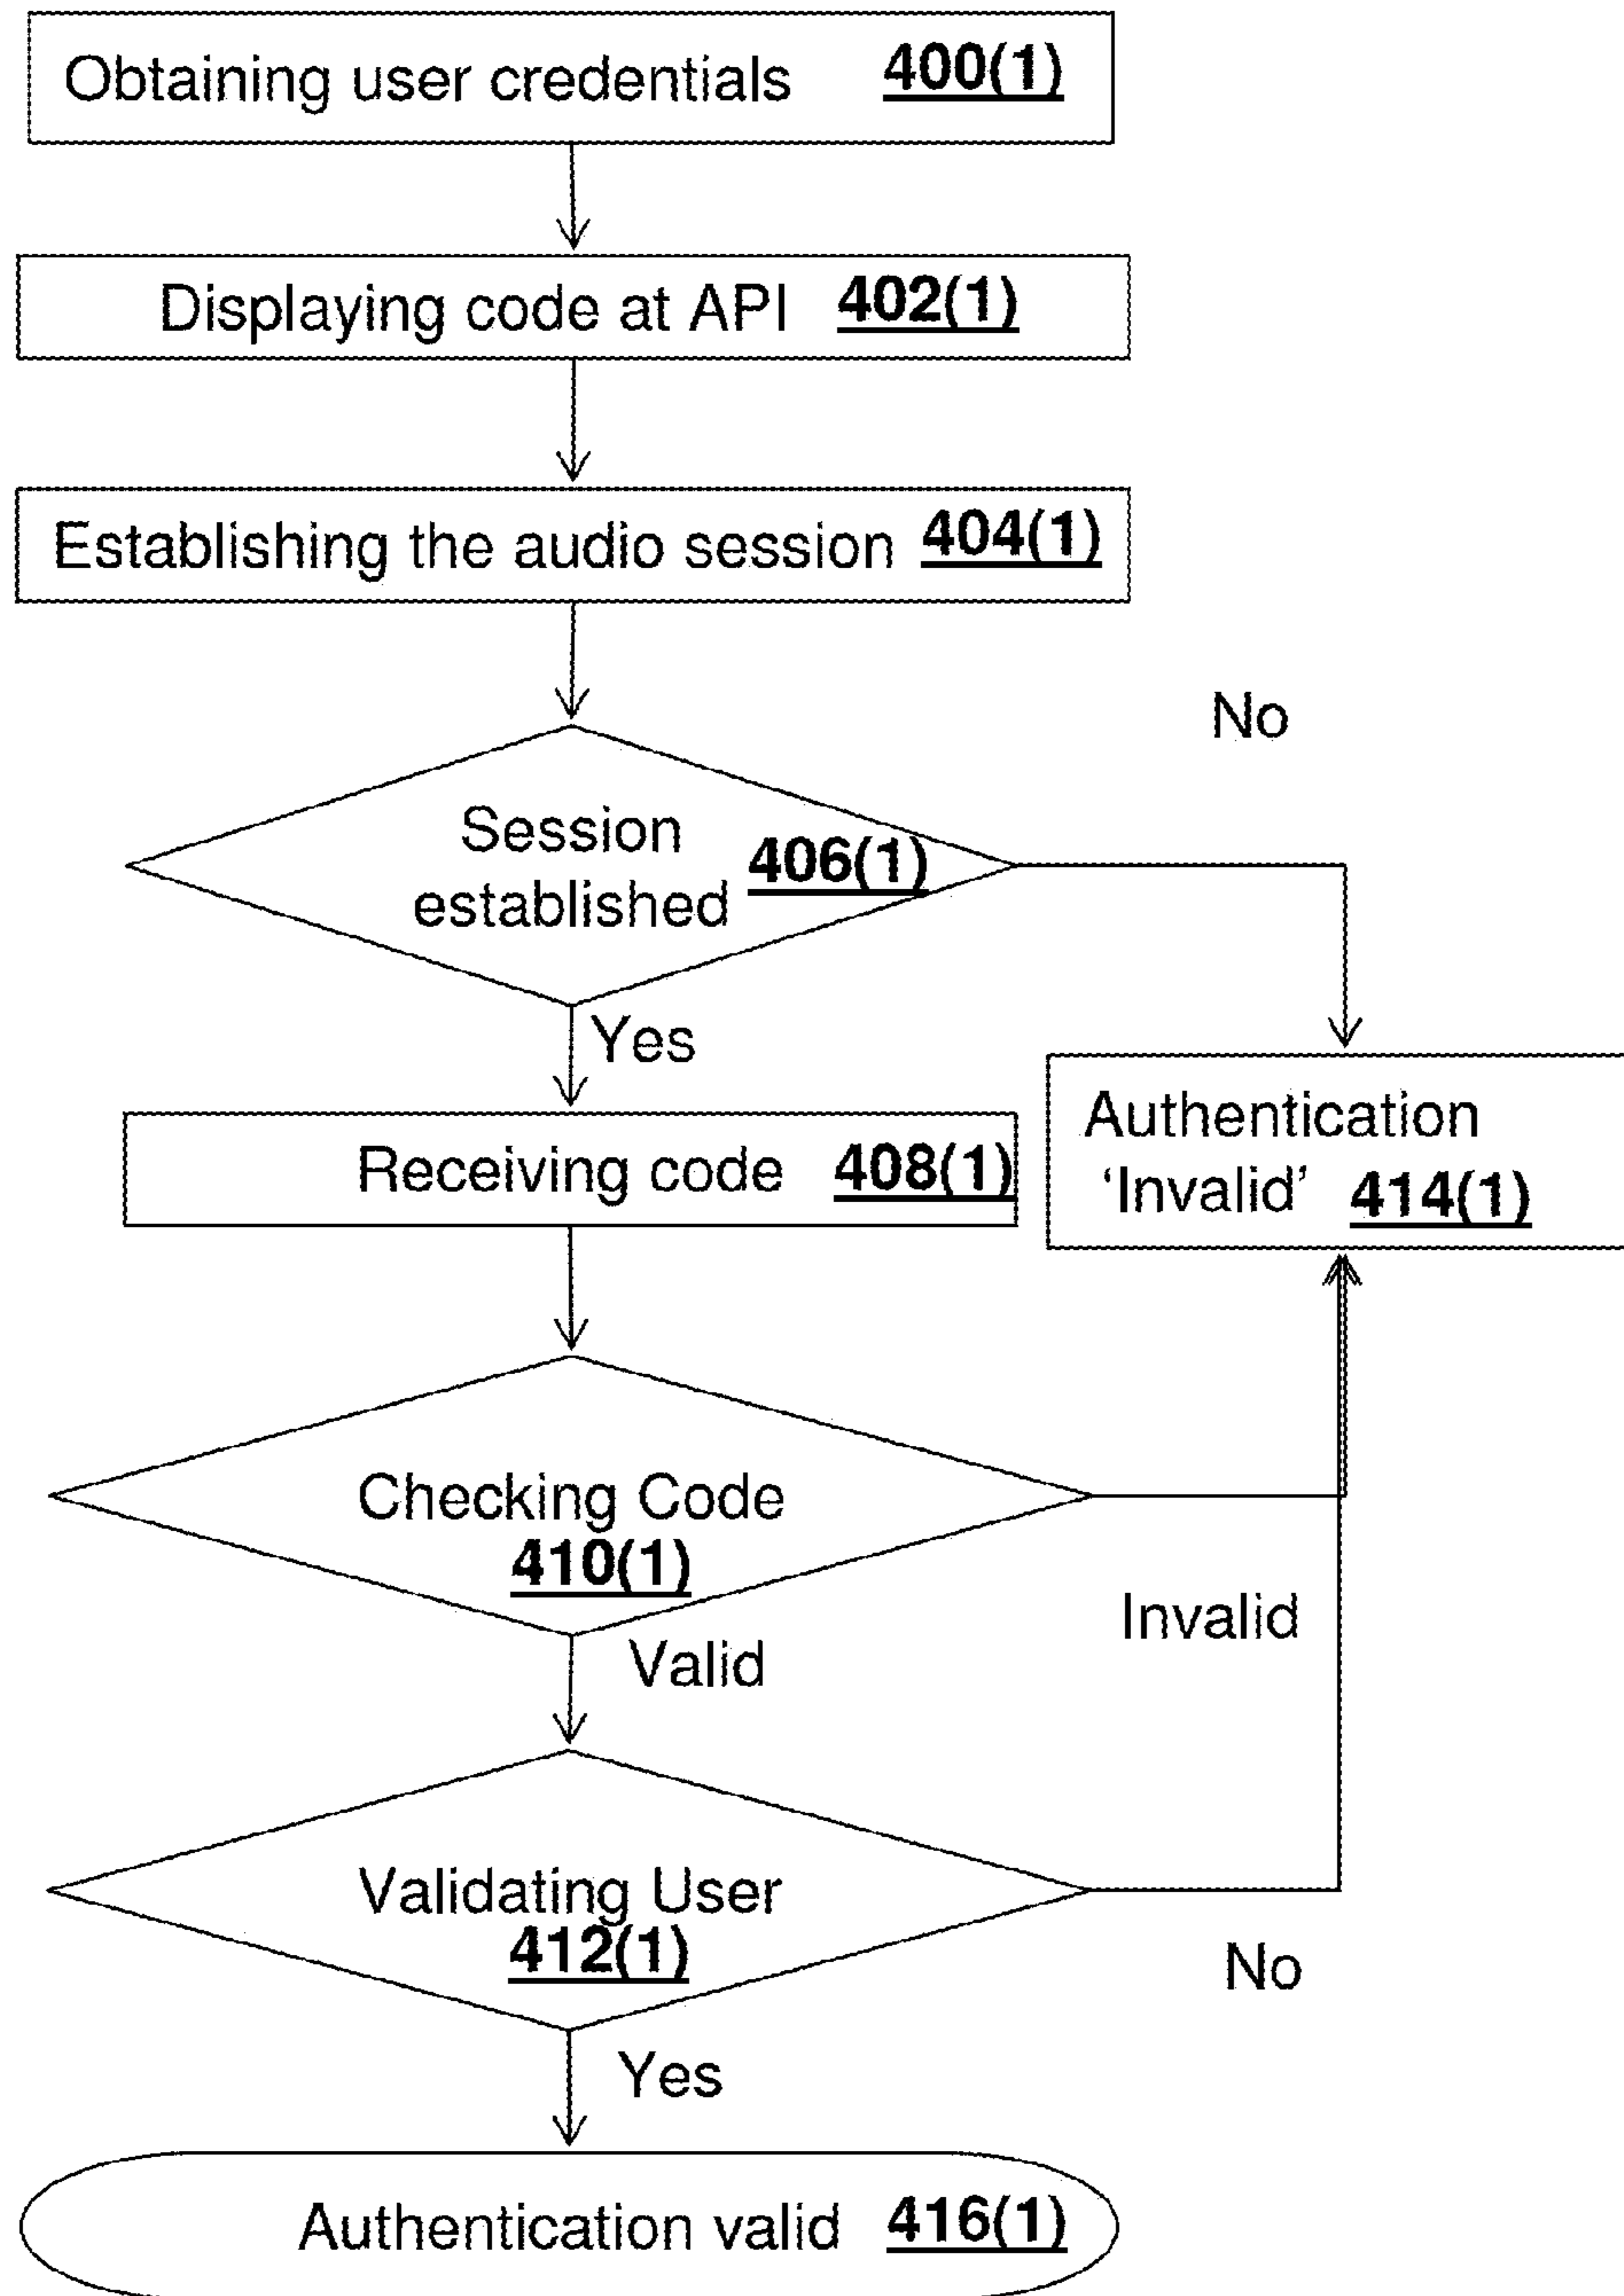 Obtaining user credentials 400(1)
Displaying code at API 402(1)
Establishing the audio session 404(1)
No
Session
established 406(1)
Yes
Authentication
‘Invalid’ 414(1)
Receiving code 408(1)
Checking Code
410(1)
Invalid
Valid
Validating User
412(1)
No
Yes
Authentication valid 416(1)